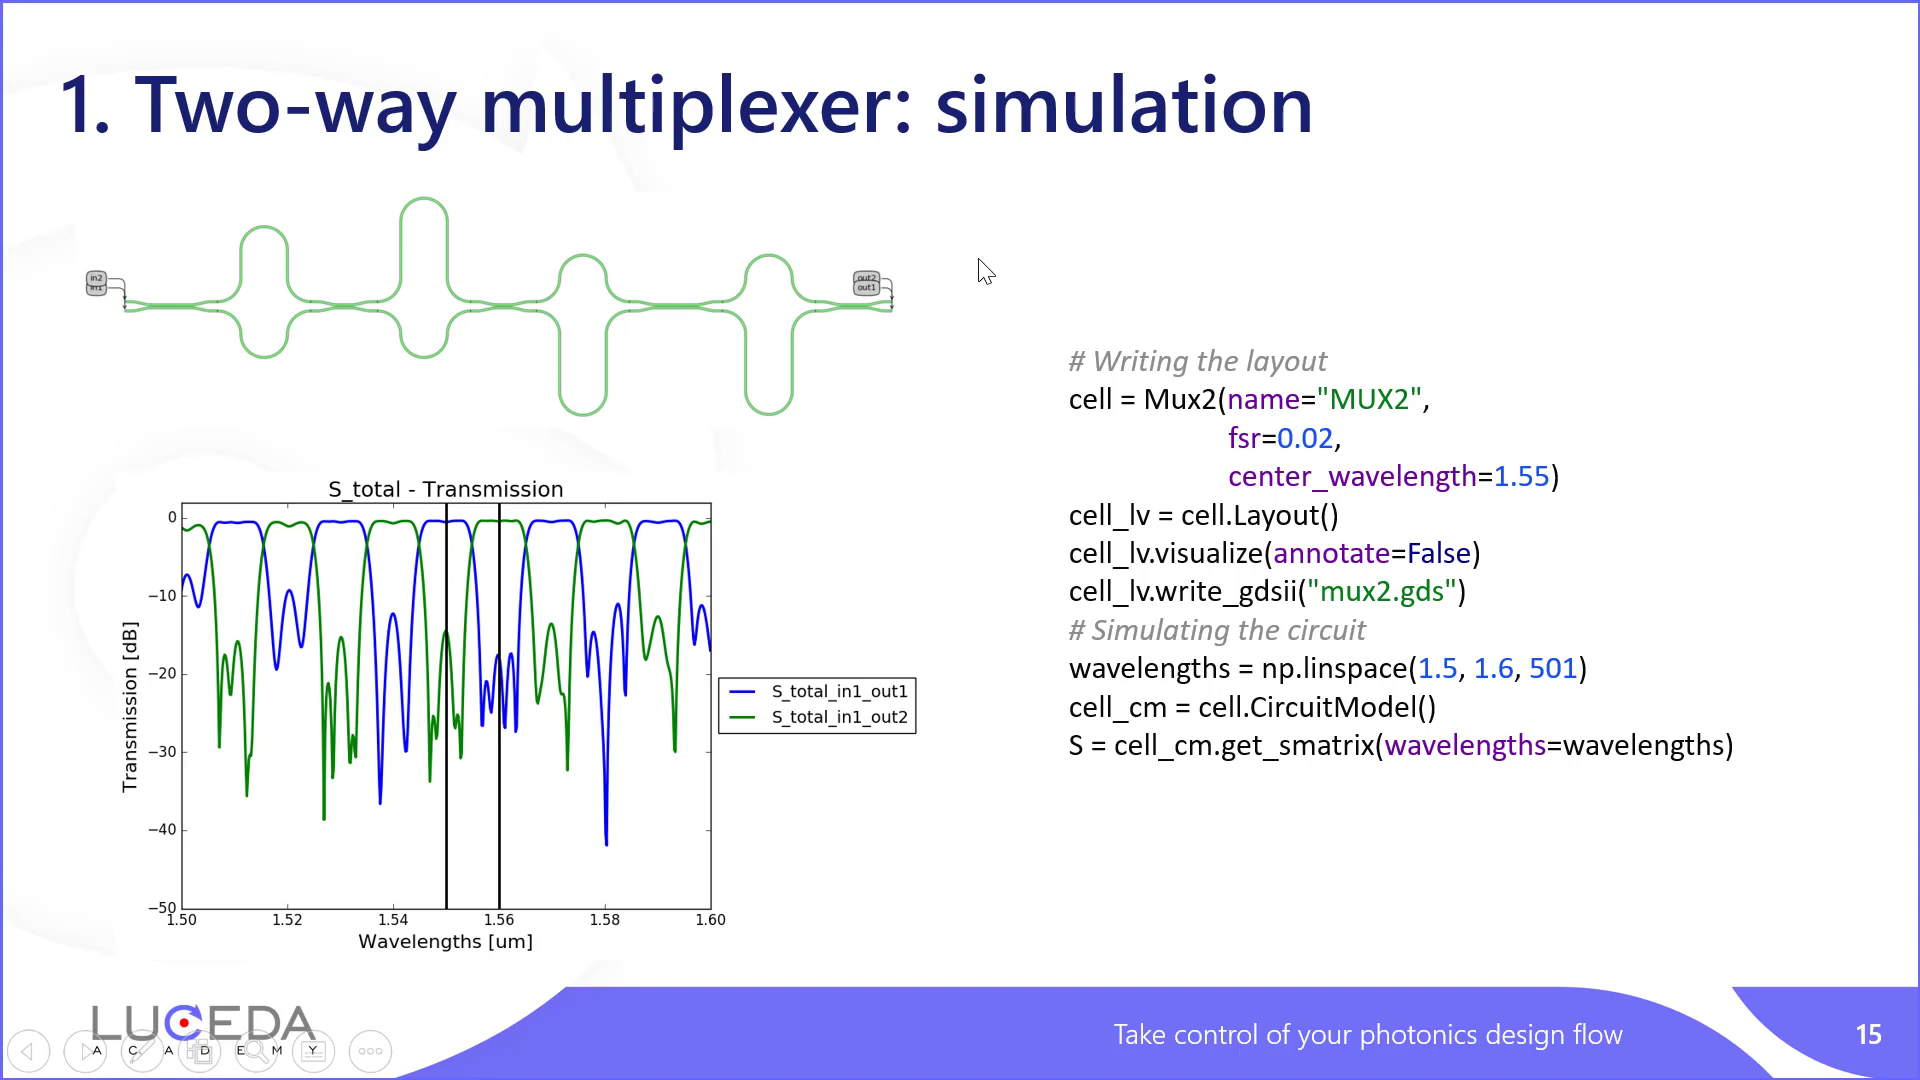 1. Two-way multiplexer: simulation
in2
in1
out2
out1
S_total - Transmission
0
−10
−20
−30
−40
−50
Transmission [dB]
1.50
1.52
1.54
1.56
1.58
1.60
Wavelengths [um]
S_total_in1_out1
S_total_in1_out2
# Writing the layout
cell = Mux2(name="MUX2",
fsr=0.02,
center_wavelength=1.55)
cell_lv = cell.Layout()
cell_lv.visualize(annotate=False)
cell_lv.write_gdsii("mux2.gds")
# Simulating the circuit
wavelengths = np.linspace(1.5, 1.6, 501)
cell_cm = cell.CircuitModel()
S = cell_cm.get_smatrix(wavelengths=wavelengths)
LUCEDA
ACADEMY
Take control of your photonics design flow
15